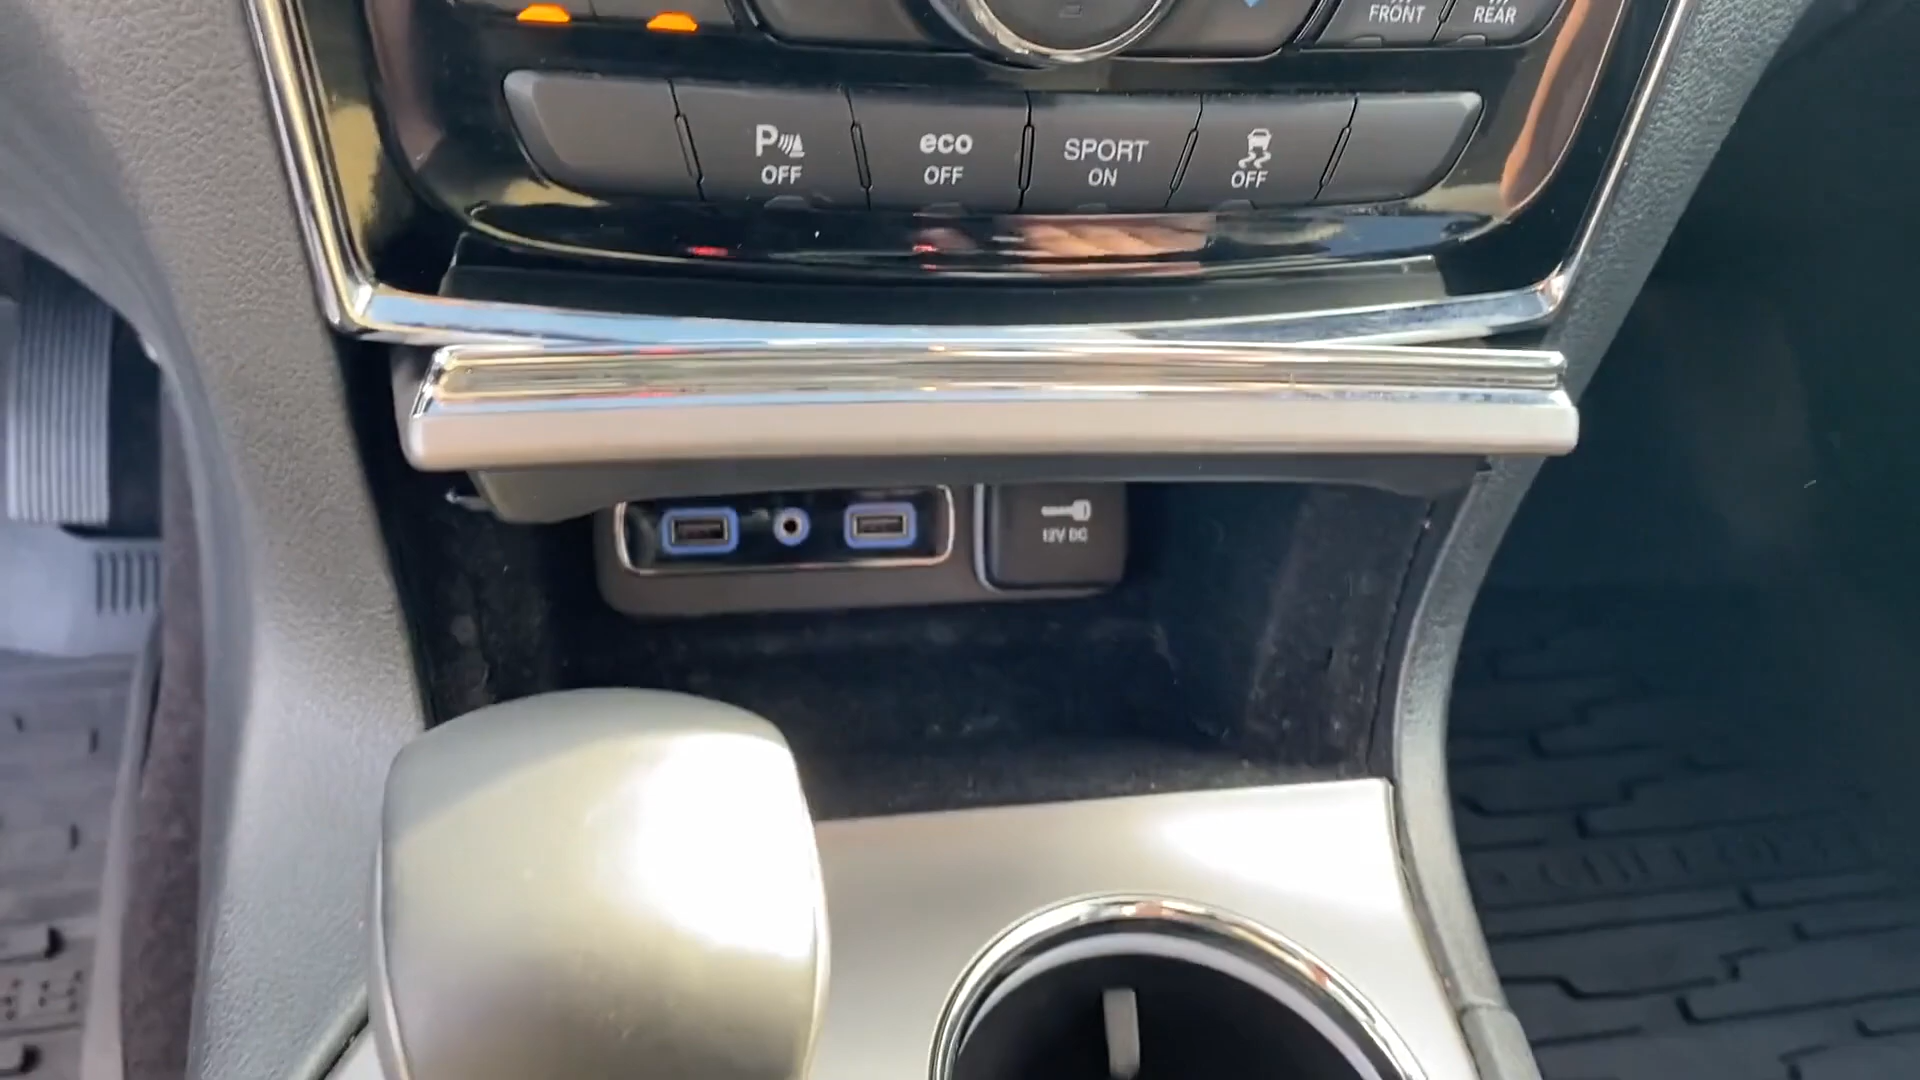 FRONT REAR
P OFF
eco OFF
SPORT ON
OFF
12V DC